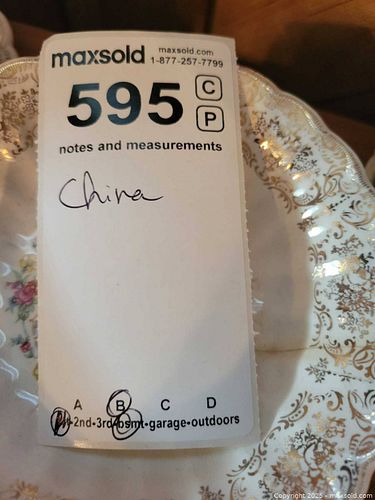 maxsold maxsold.com
1-877-257-7799
595 C
P
notes and measurements
China
A B C D
2nd•3rd•bsmt•garage•outdoors
Copyright 2025 - maxsold.com